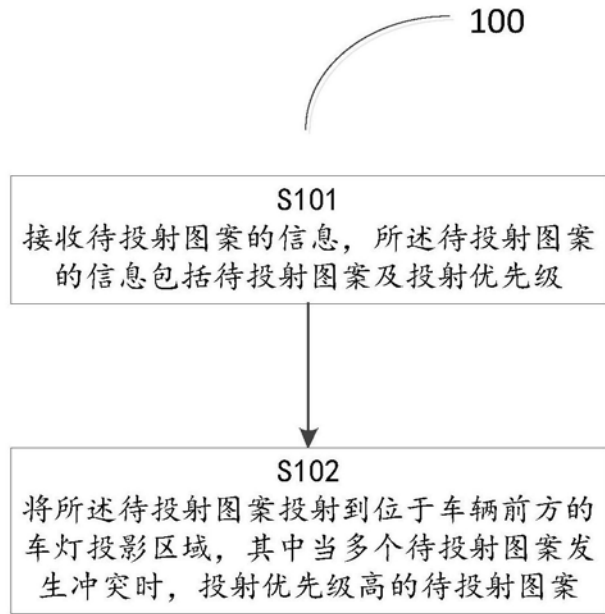 100
S101
接收待投射图案的信息，所述待投射图案
的信息包括待投射图案及投射优先级
S102
将所述待投射图案投射到位于车辆前方的
车灯投影区域，其中当多个待投射图案发
生冲突时，投射优先级高的待投射图案